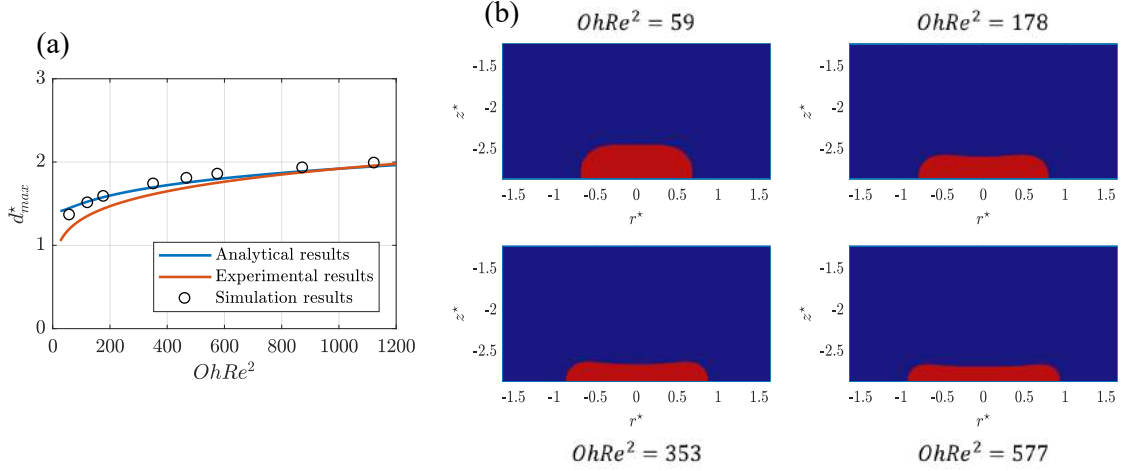 (a)
3
2
1
0
d*max
0 200 400 600 800 1000 1200
OhRe²
Analytical results
Experimental results
Simulation results
(b)
OhRe² = 59
-1.5
-2
-2.5
z*
-1.5 -1 -0.5 0 0.5 1 1.5
r*
OhRe² = 178
-1.5
-2
-2.5
z*
-1.5 -1 -0.5 0 0.5 1 1.5
r*
-1.5
-2
-2.5
z*
-1.5 -1 -0.5 0 0.5 1 1.5
r*
OhRe² = 353
-1.5
-2
-2.5
z*
-1.5 -1 -0.5 0 0.5 1 1.5
r*
OhRe² = 577